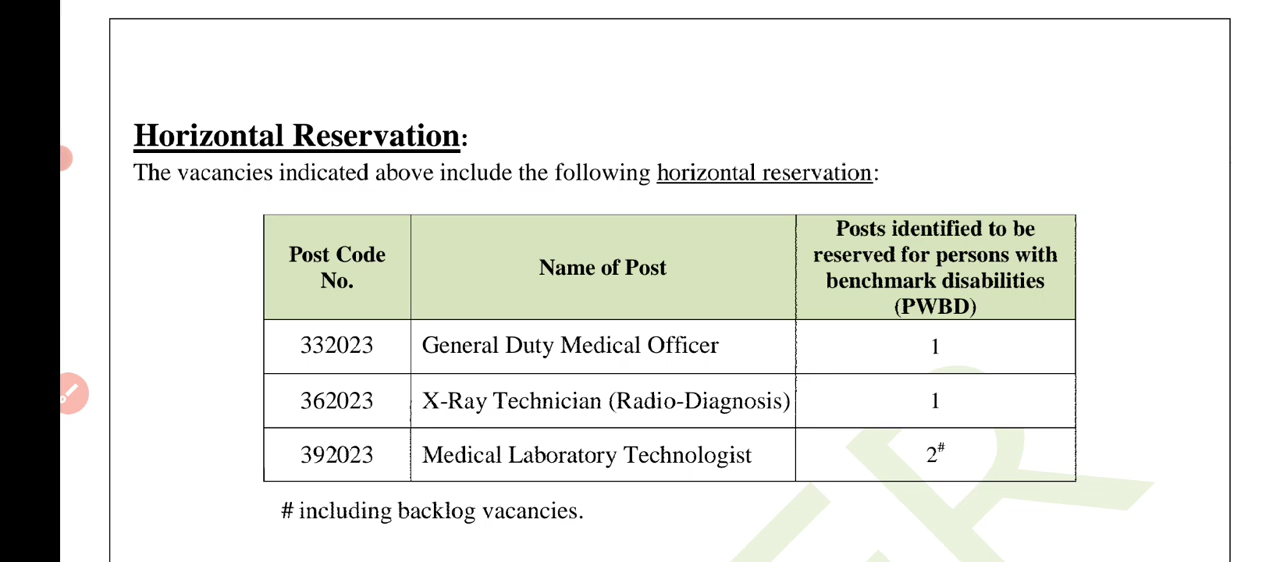 Horizontal Reservation:
The vacancies indicated above include the following horizontal reservation:
Post Code No.
Name of Post
Posts identified to be reserved for persons with benchmark disabilities (PWBD)
332023 General Duty Medical Officer 1
362023 X-Ray Technician (Radio-Diagnosis) 1
392023 Medical Laboratory Technologist 2#
# including backlog vacancies.